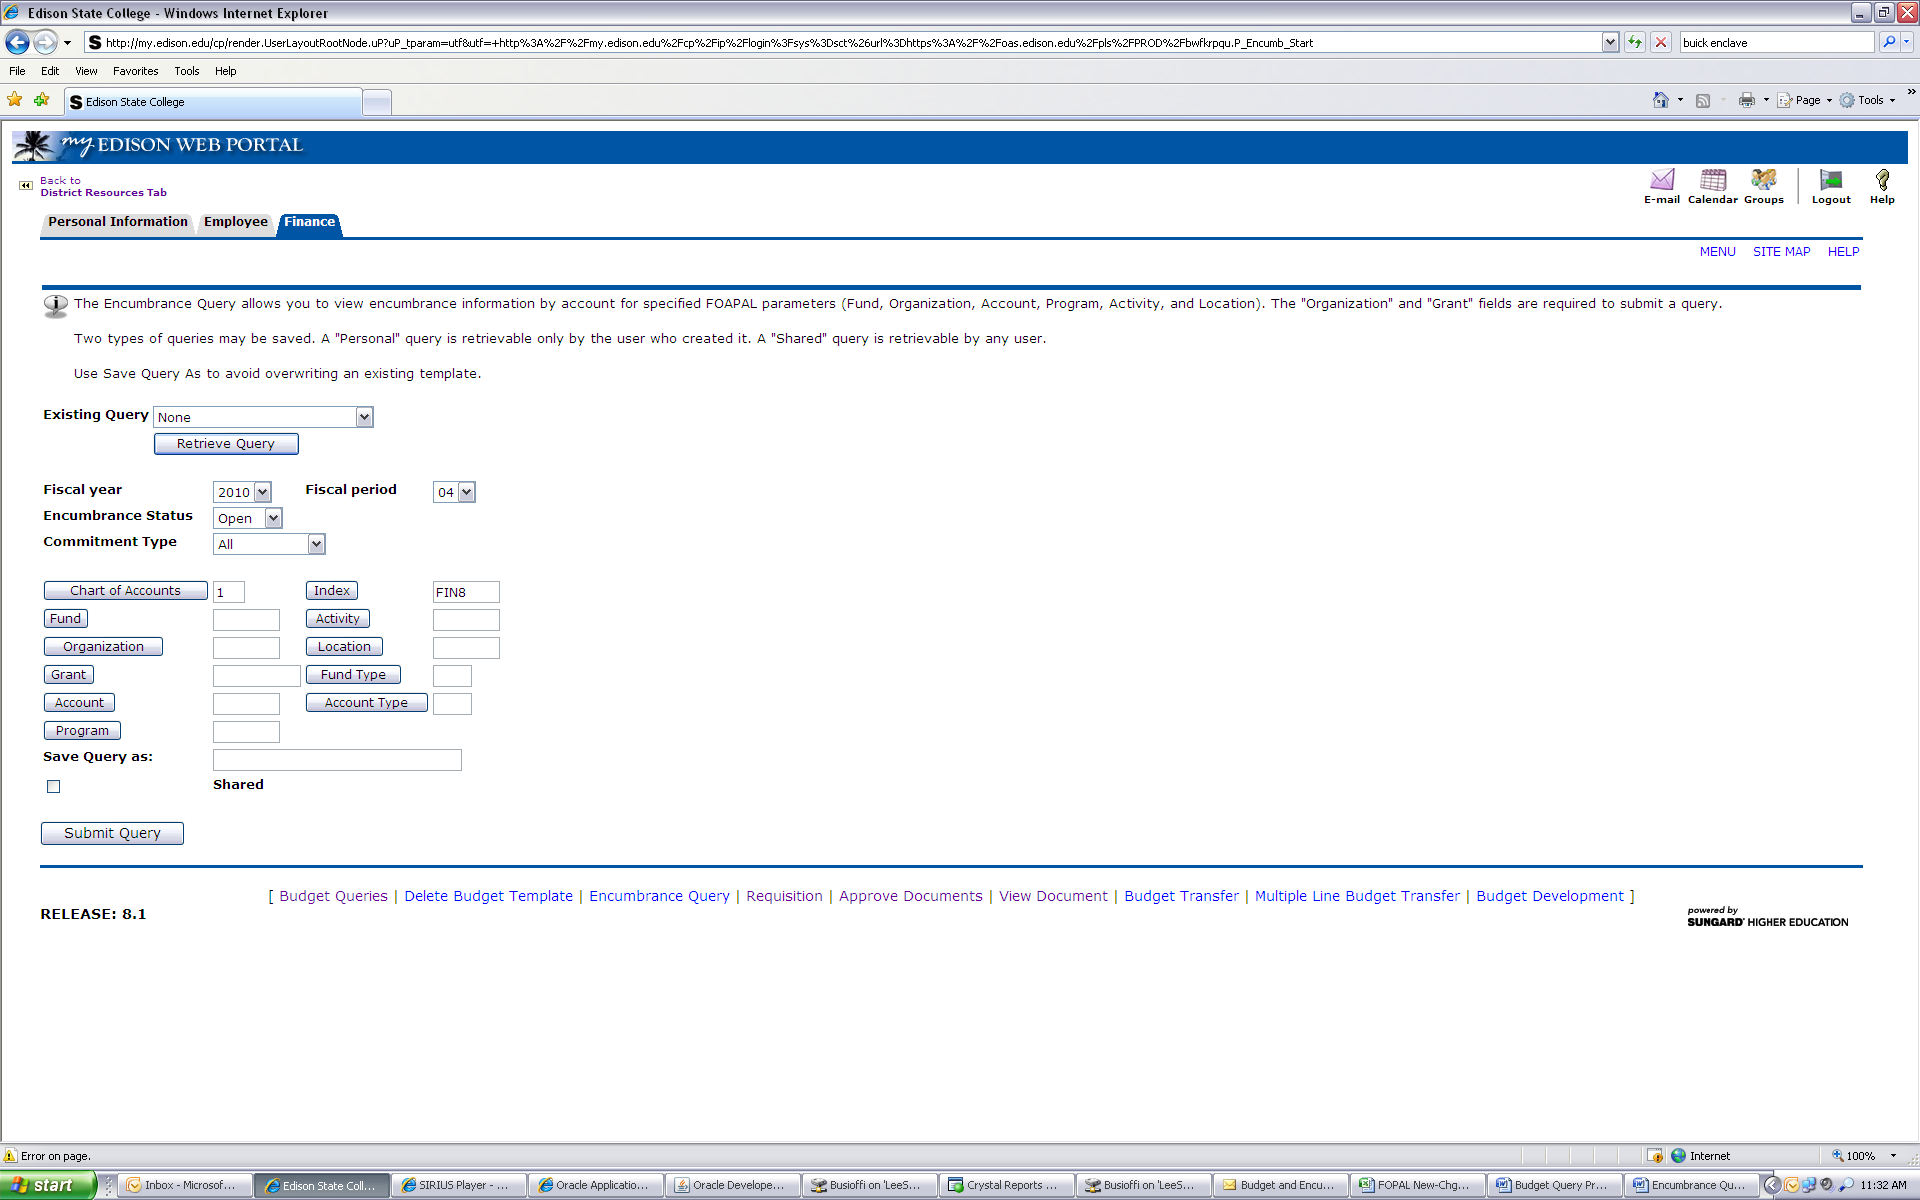 Edison State College - Windows Internet Explorer
http://my.edison.edu/cp/render.UserLayoutRootNode.uP?uP_tparam=utf&utf=+http%3A%2F%2Fmy.edison.edu%2Fcp%2Fip%2Flogin%3Fsys%3Dsct%26url%3Dhttps%3A%2F%2Foas.edison.edu%2Fpls%2FPROD%2Fbwfkrpqu.P_Encumb_Start
buick enclave
File Edit View Favorites Tools Help
Edison State College
Page Tools
my EDISON WEB PORTAL
Back to
District Resources Tab
E-mail Calendar Groups Logout Help
Personal Information Employee Finance
MENU SITE MAP HELP
The Encumbrance Query allows you to view encumbrance information by account for specified FOAPAL parameters (Fund, Organization, Account, Program, Activity, and Location). The "Organization" and "Grant" fields are required to submit a query.
Two types of queries may be saved. A "Personal" query is retrievable only by the user who created it. A "Shared" query is retrievable by any user.
Use Save Query As to avoid overwriting an existing template.
Existing Query None
Retrieve Query
Fiscal year 2010 Fiscal period 04
Encumbrance Status Open
Commitment Type All
Chart of Accounts 1 Index FIN8
Fund Activity
Organization Location
Grant Fund Type
Account Account Type
Program
Save Query as:
Shared
Submit Query
[ Budget Queries | Delete Budget Template | Encumbrance Query | Requisition | Approve Documents | View Document | Budget Transfer | Multiple Line Budget Transfer | Budget Development ]
RELEASE: 8.1
powered by
SUNGARD HIGHER EDUCATION
Error on page.
Internet
100%
start
Inbox - Microsof...
Edison State Coll...
SIRIUS Player - ...
Oracle Applicatio...
Oracle Develope...
Busioffi on 'LeeS...
Crystal Reports ...
Busioffi on 'LeeS...
Budget and Encu...
FOPAL New-Chg...
Budget Query Pr...
Encumbrance Qu...
11:32 AM